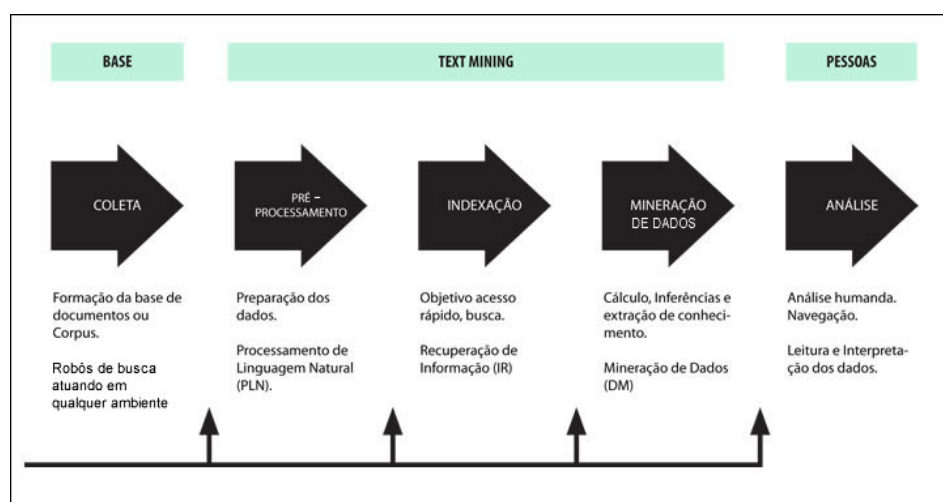 BASE
TEXT MINING
PESSOAS
COLETA
PRÉ –
PROCESSAMENTO
INDEXAÇÃO
MINERAÇÃO
DE DADOS
ANÁLISE
Formação da base de
documentos ou
Corpus.
Robôs de busca
atuando em
qualquer ambiente
Preparação dos
dados.
Processamento de
Linguagem Natural
(PLN).
Objetivo acesso
rápido, busca.
Recuperação de
Informação (IR)
Cálculo, Inferências e
extração de conheci-
mento.
Mineração de Dados
(DM)
Análise humanda.
Navegação.
Leitura e Interpreta-
ção dos dados.